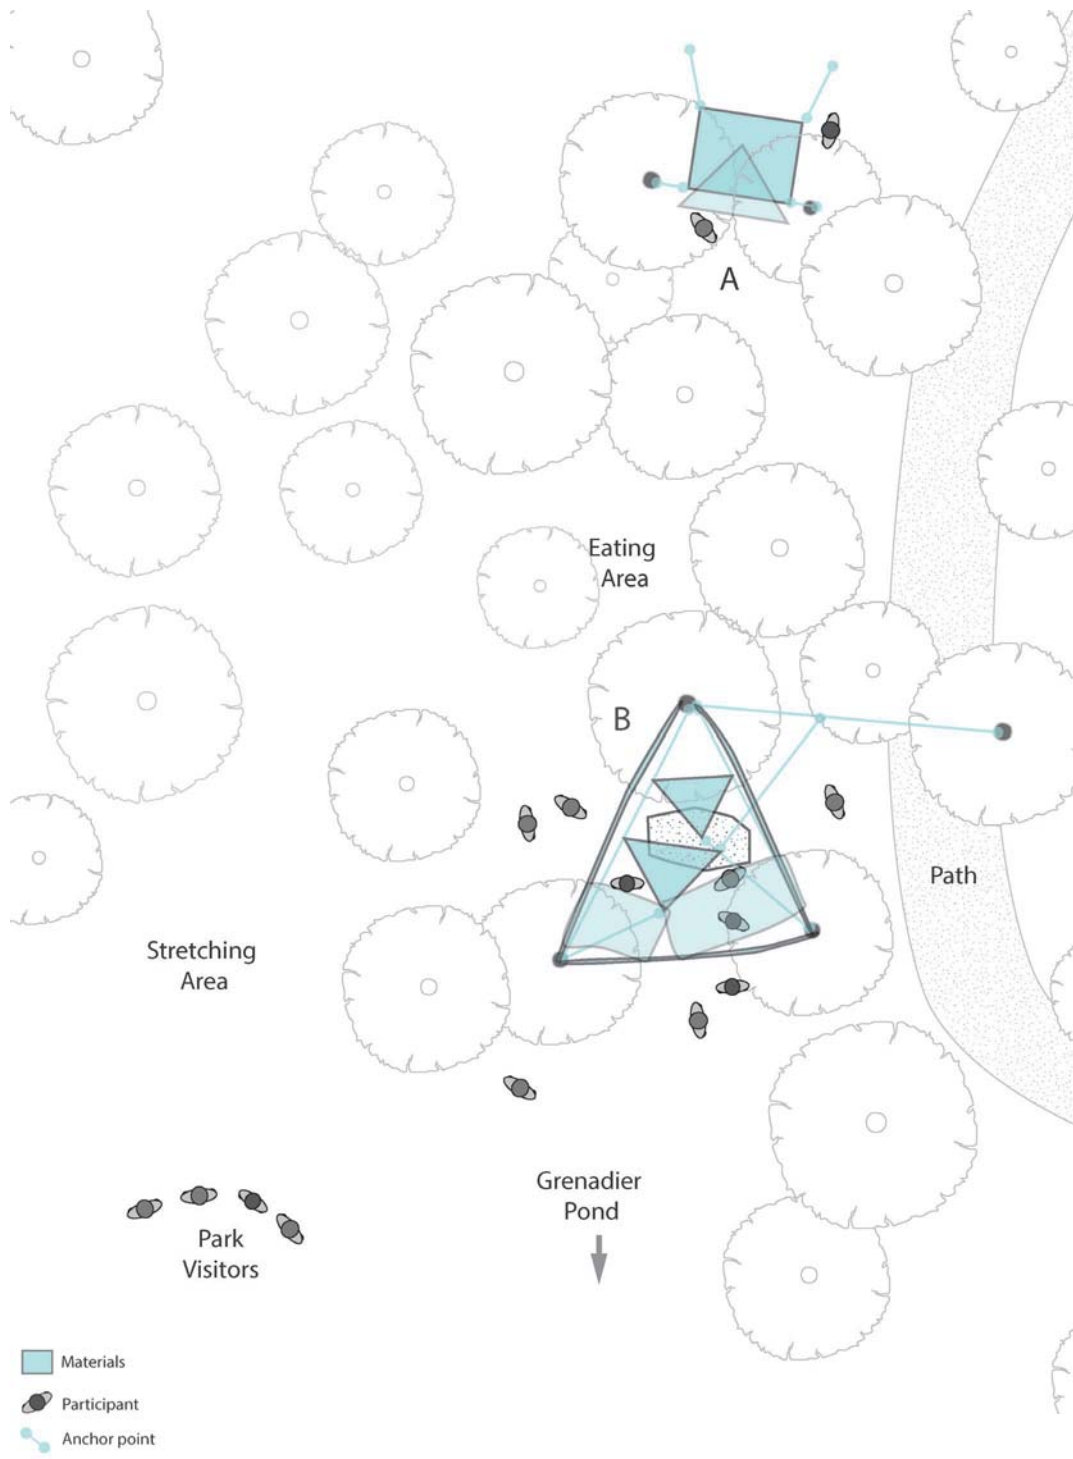 A
Eating
Area
B
Path
Stretching
Area
Grenadier
Pond
Park
Visitors
Materials
Participant
Anchor point